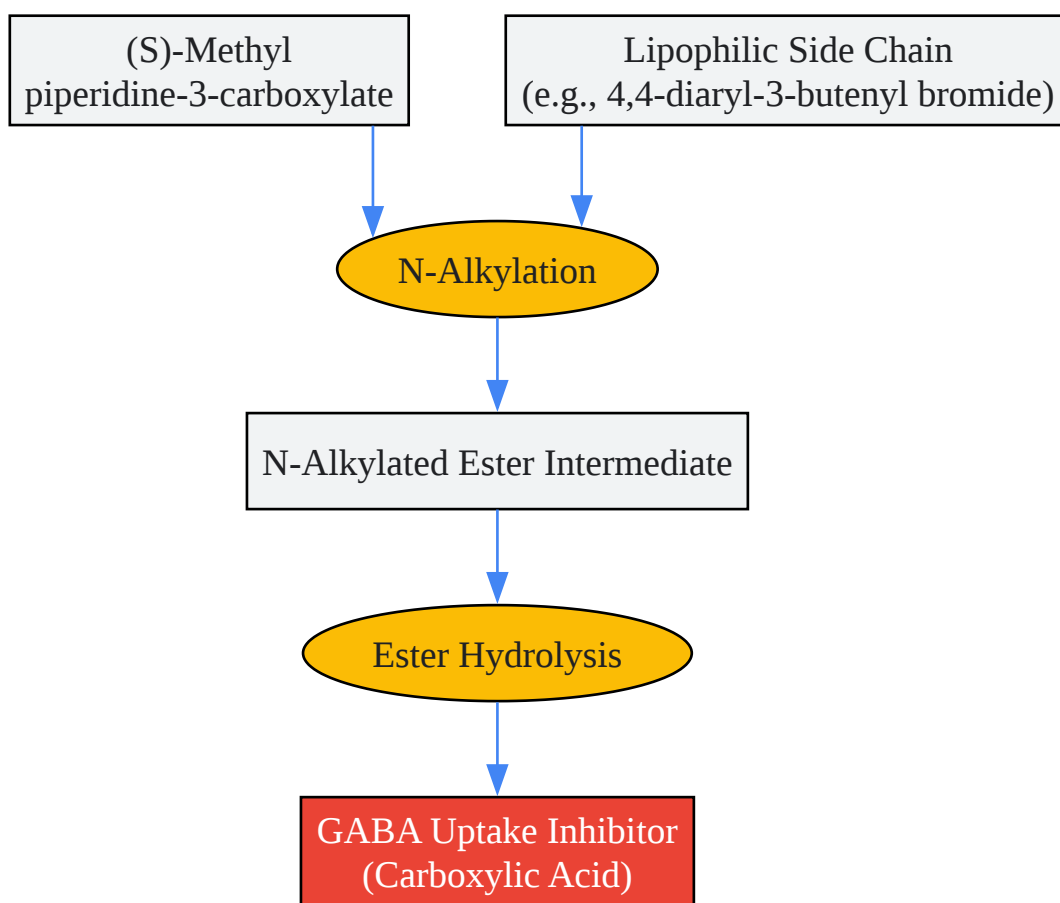 (S)-Methyl
piperidine-3-carboxylate
Lipophilic Side Chain
(e.g., 4,4-diaryl-3-butenyl bromide)
N-Alkylation
N-Alkylated Ester Intermediate
Ester Hydrolysis
GABA Uptake Inhibitor
(Carboxylic Acid)